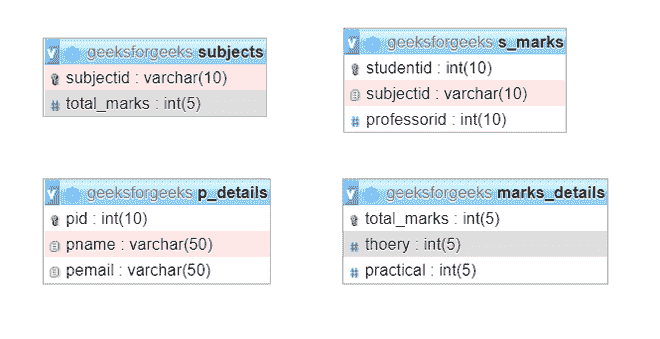 geeksforgeeks subjects
subjectid : varchar(10)
total_marks : int(5)
geeksforgeeks s_marks
studentid : int(10)
subjectid : varchar(10)
professorid : int(10)
geeksforgeeks p_details
pid : int(10)
pname : varchar(50)
pemail : varchar(50)
geeksforgeeks marks_details
total_marks : int(5)
thoery : int(5)
practical : int(5)